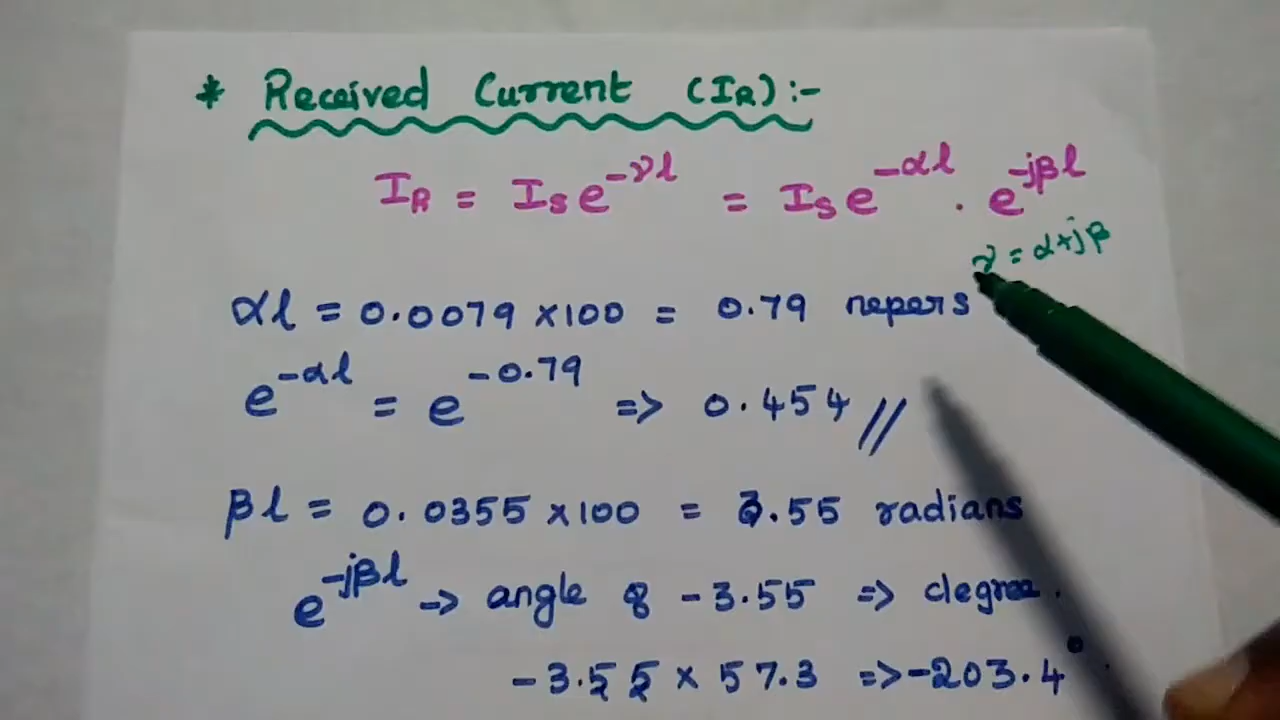 * Received Current (IR):-
IR = Is e^-γl = Is e^-αl . e^-jβl
γ = α+jβ
αl = 0.0079 x100 = 0.79 nepers
e^-αl = e^-0.79 => 0.454 //
βl = 0.0355 x100 = 3.55 radians
e^-jβl -> angle of -3.55 => degree.
-3.55 x 57.3 => -203.4°.